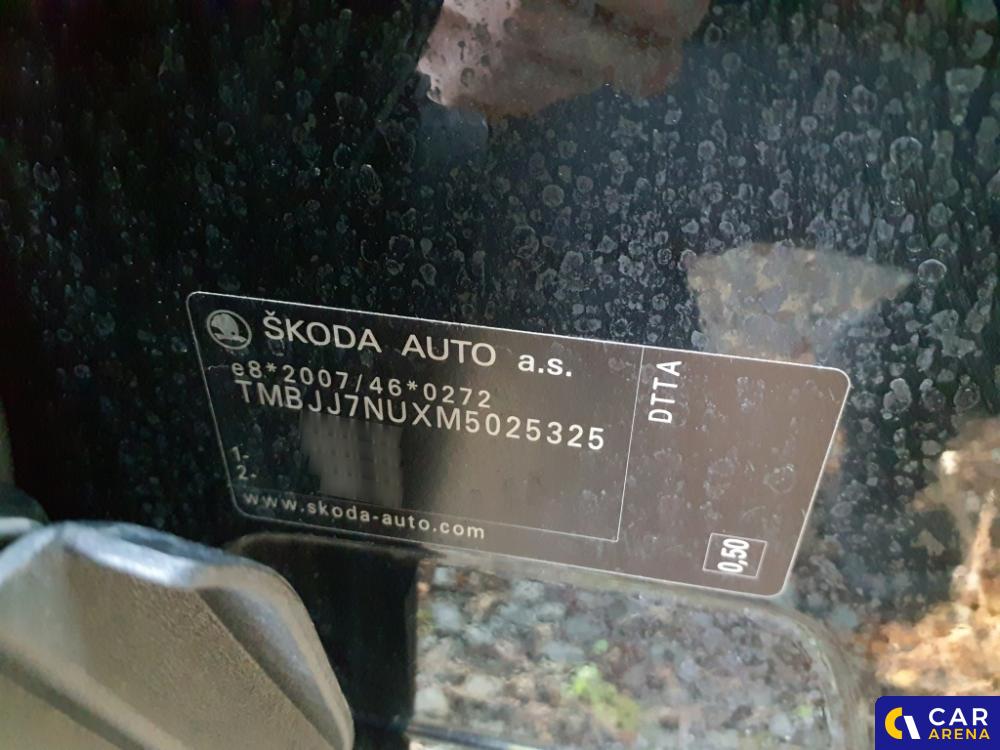 ŠKODA AUTO a.s.
e8*2007/46*0272
TMBJJ7NUXM5025325
1-
2-
www.skoda-auto.com
DTTA
0,50
CAR
ARENA